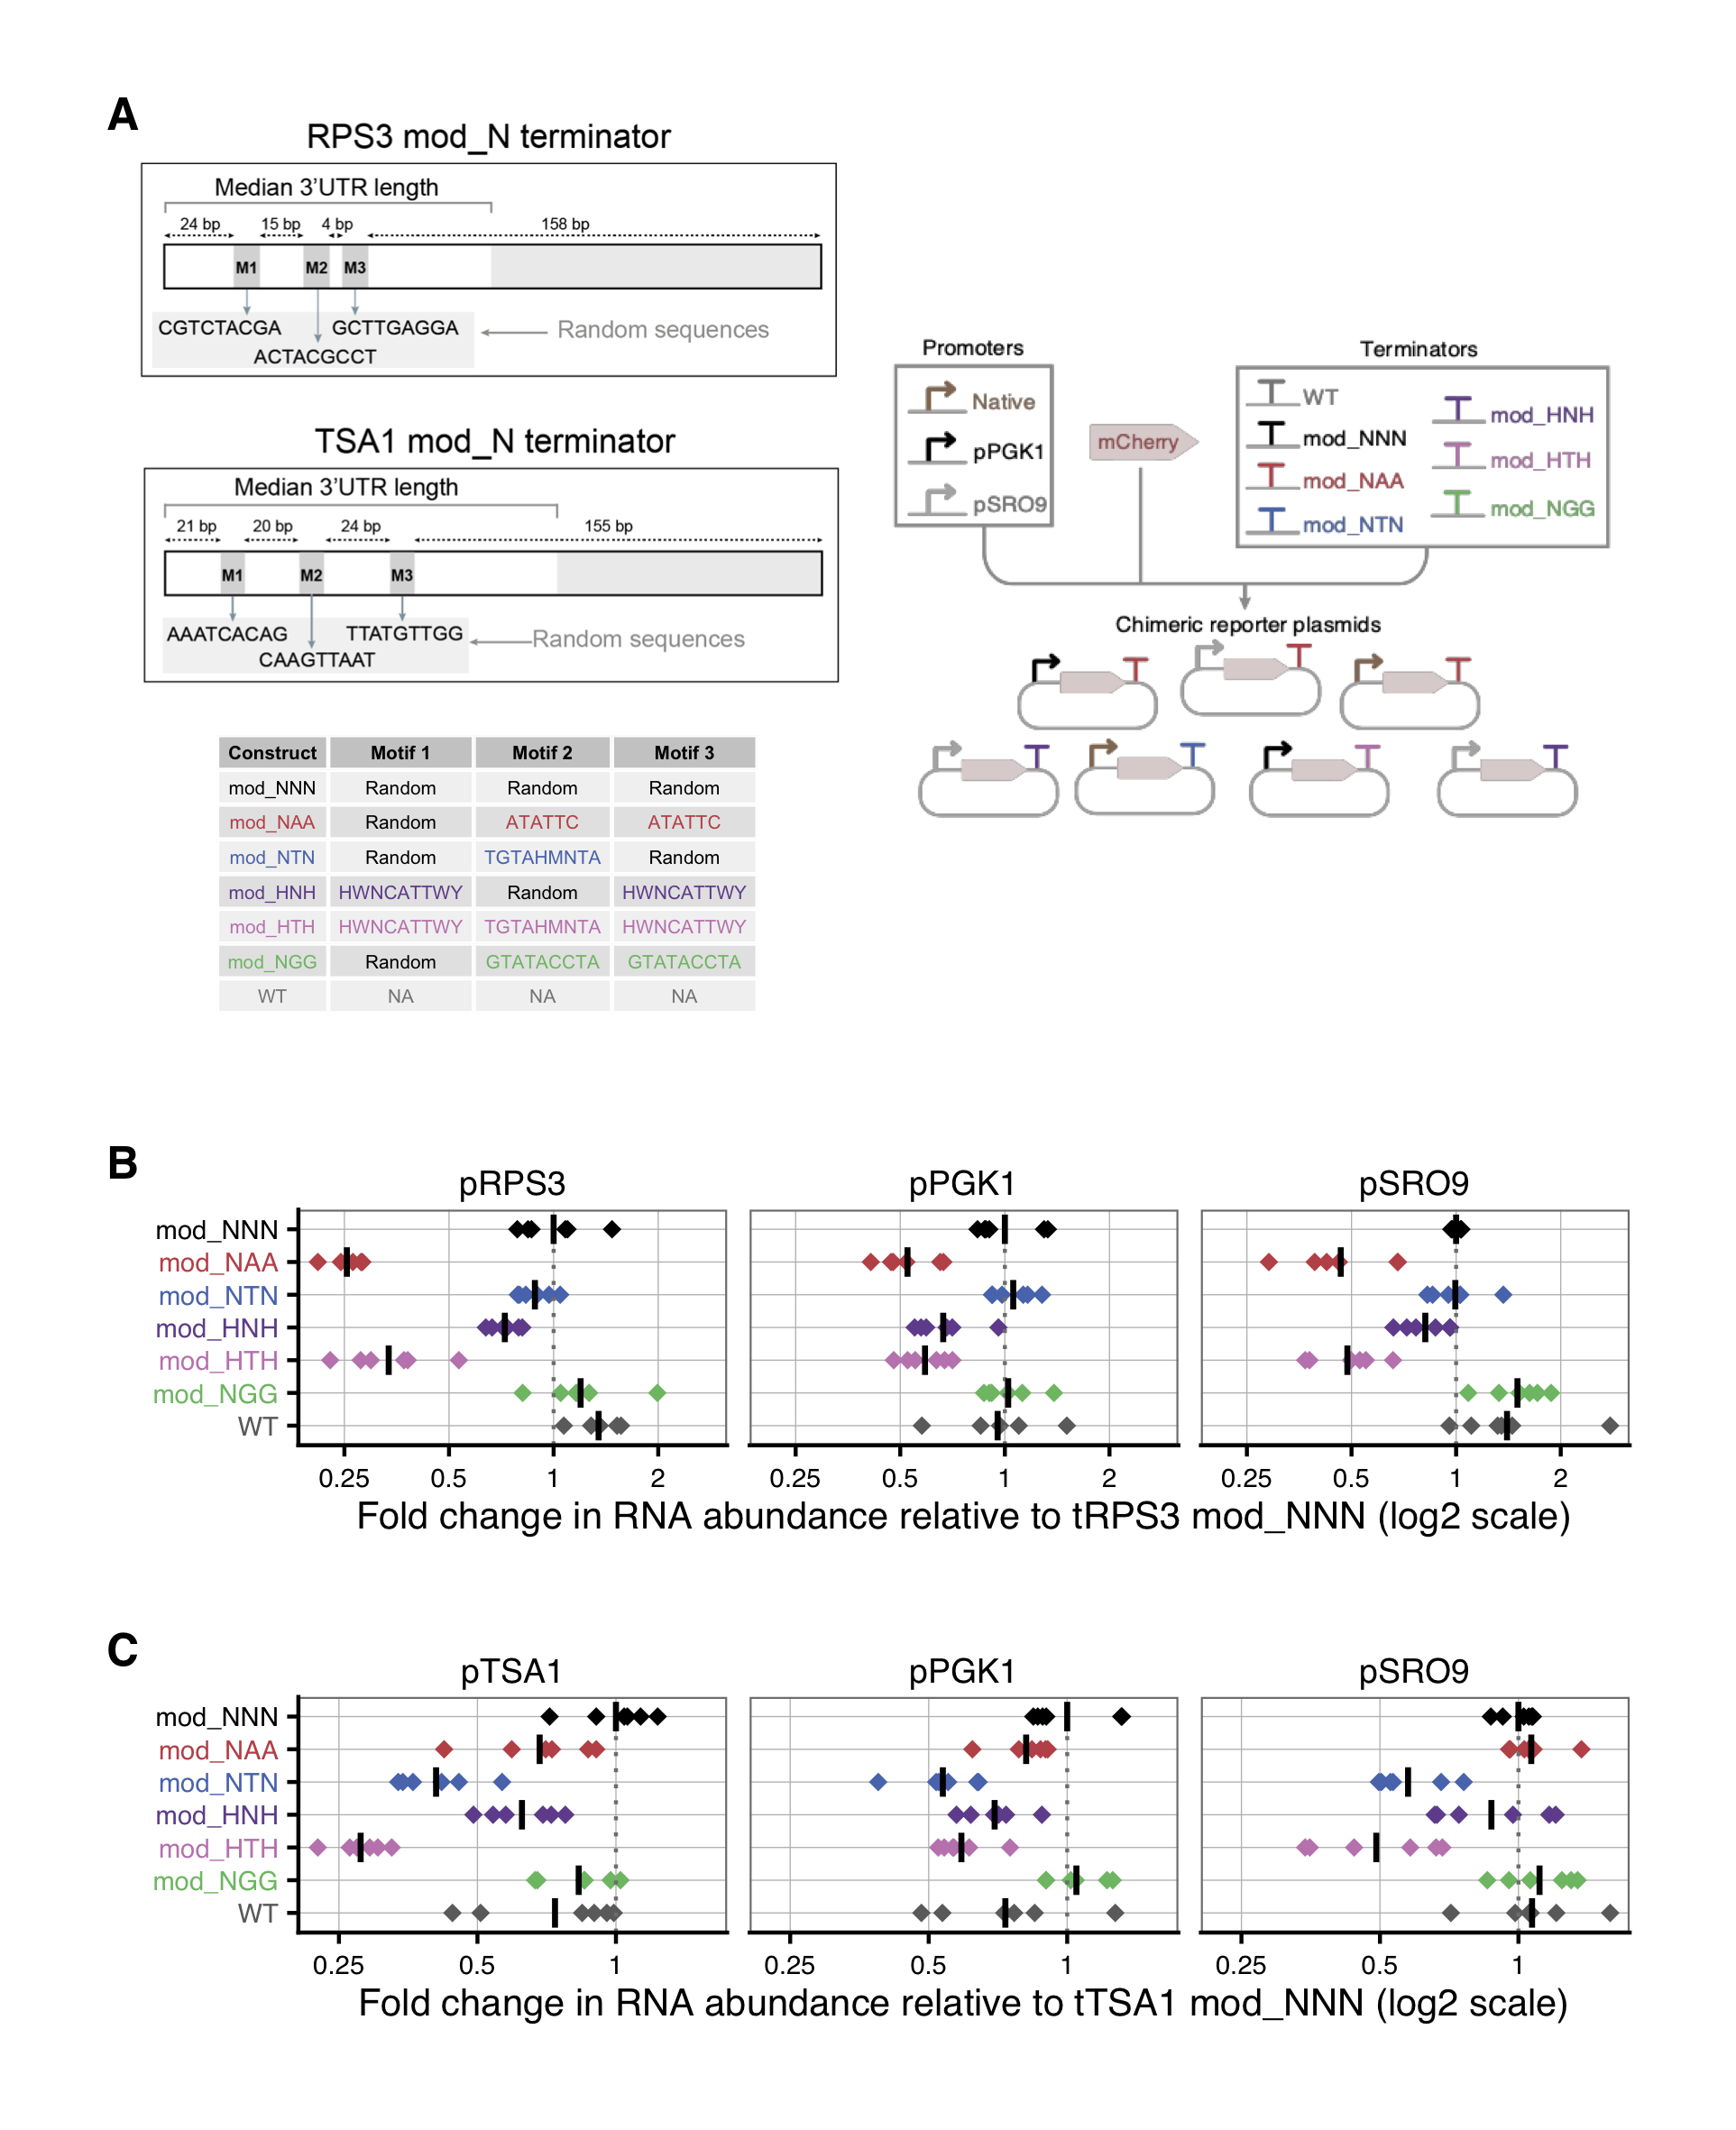 A
RPS3 mod_N terminator
Median 3'UTR length
24 bp 15 bp 4 bp 158 bp
M1 M2 M3
CGTCTACGA GCTTGAGGA Random sequences
ACTACGCCT
TSA1 mod_N terminator
Median 3'UTR length
21 bp 20 bp 24 bp 155 bp
M1 M2 M3
AAATCACAG TTATGTTGG Random sequences
CAAGTTAAT
Construct Motif 1 Motif 2 Motif 3
mod_NNN Random Random Random
mod_NAA Random ATATTC ATATTC
mod_NTN Random TGTAHMNTA Random
mod_HNH HWNCATTWY Random HWNCATTWY
mod_HTH HWNCATTWY TGTAHMNTA HWNCATTWY
mod_NGG Random GTATACCTA GTATACCTA
WT NA NA NA
Promoters
Native
pPGK1
pSRO9
mCherry
Terminators
WT
mod_NNN
mod_NAA
mod_NTN
mod_HNH
mod_HTH
mod_NGG
Chimeric reporter plasmids
B
pRPS3 pPGK1 pSRO9
mod_NNN
mod_NAA
mod_NTN
mod_HNH
mod_HTH
mod_NGG
WT
0.25 0.5 1 2 0.25 0.5 1 2 0.25 0.5 1 2
Fold change in RNA abundance relative to tRPS3 mod_NNN (log2 scale)
C
pTSA1 pPGK1 pSRO9
mod_NNN
mod_NAA
mod_NTN
mod_HNH
mod_HTH
mod_NGG
WT
0.25 0.5 1 0.25 0.5 1 0.25 0.5 1
Fold change in RNA abundance relative to tTSA1 mod_NNN (log2 scale)